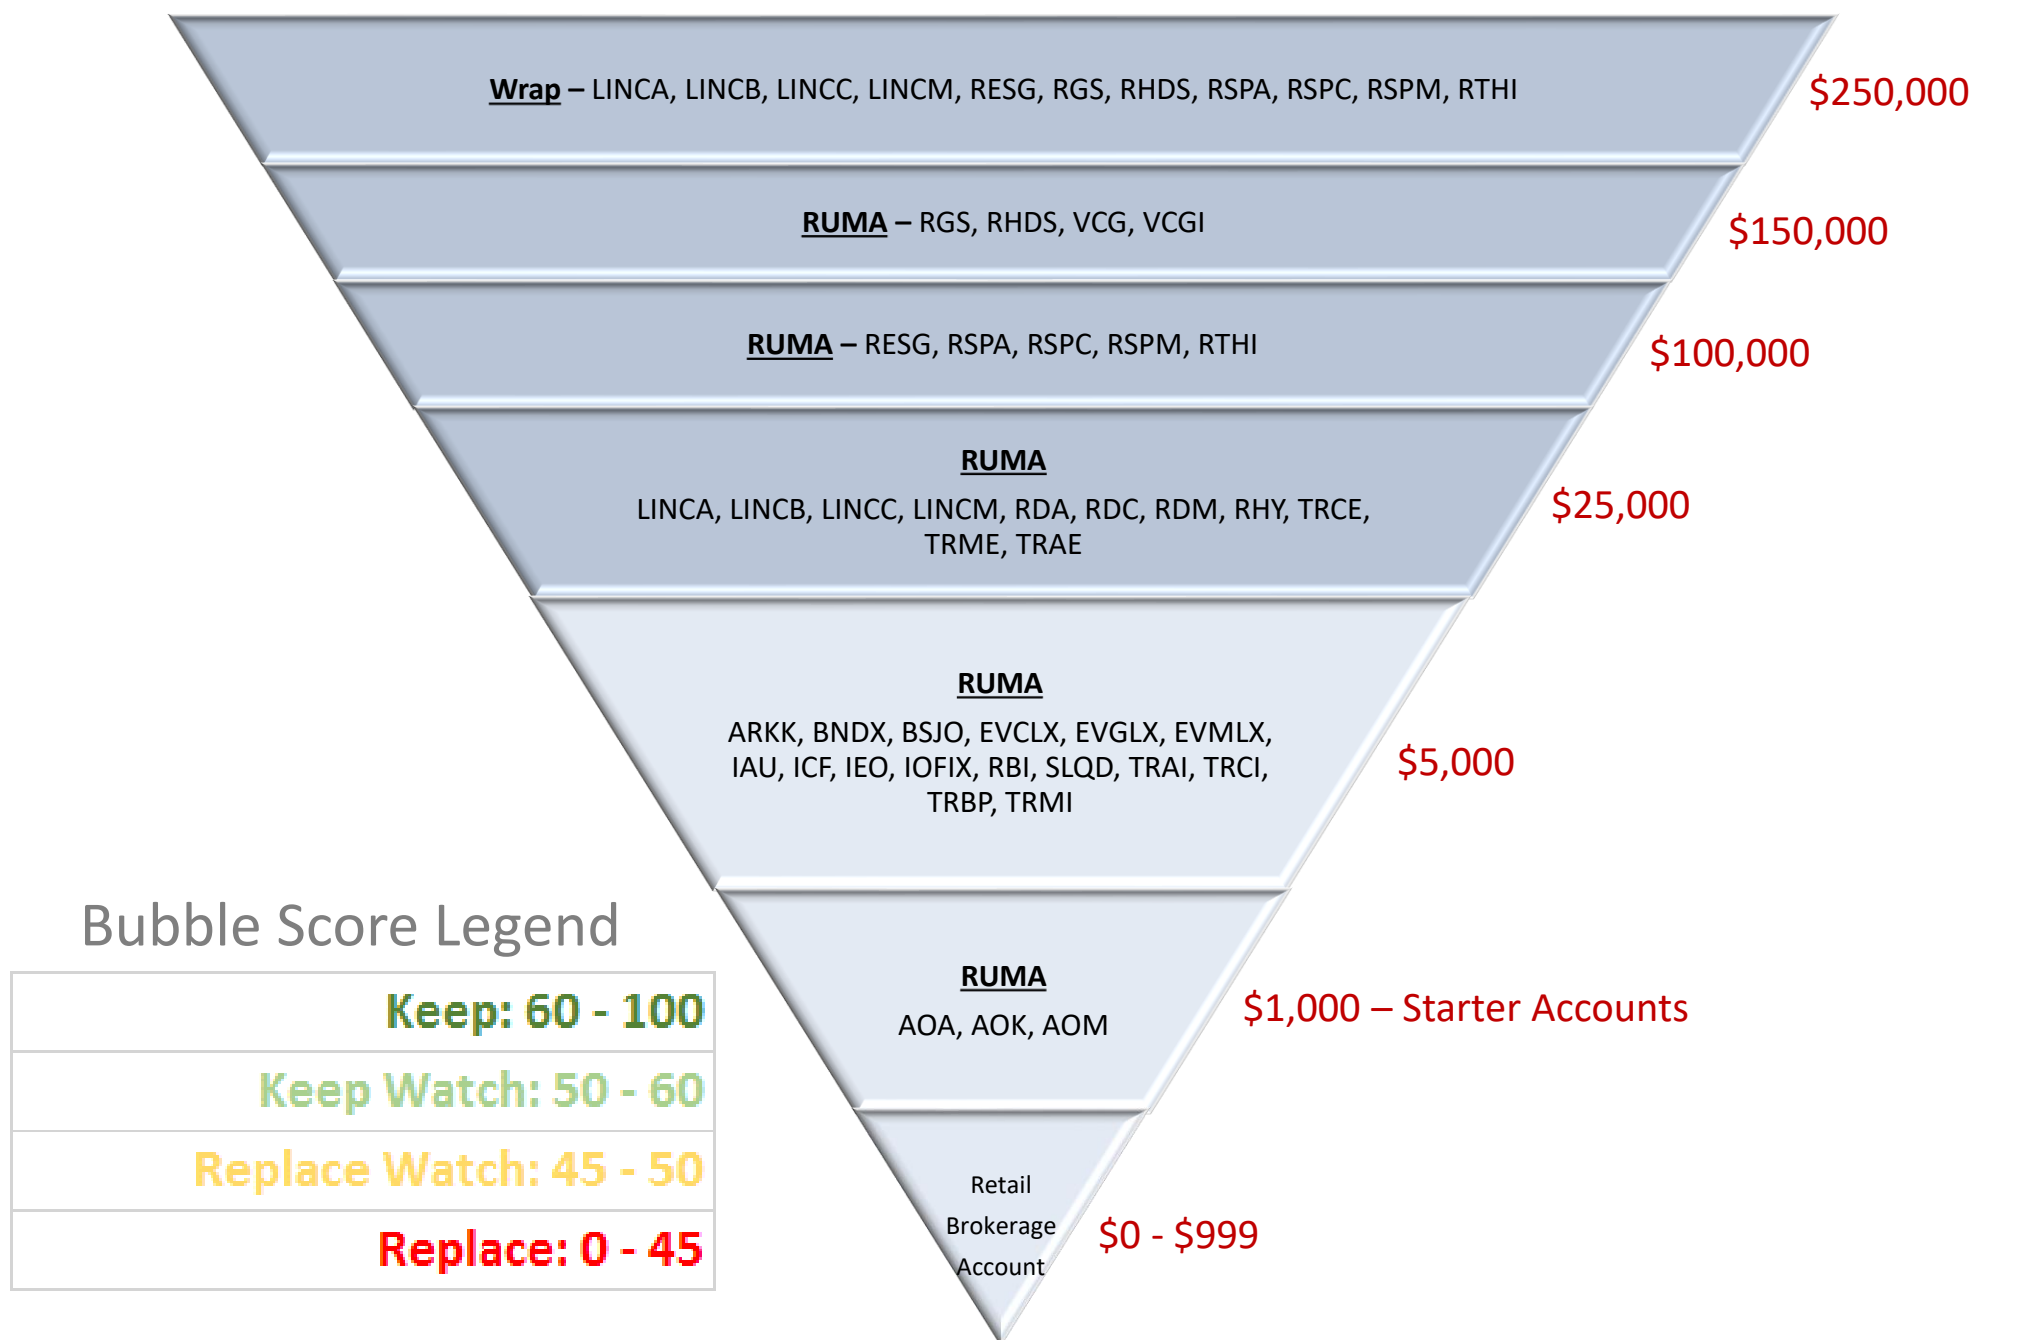 Wrap – LINCA, LINCB, LINCC, LINCM, RESG, RGS, RHDS, RSPA, RSPC, RSPM, RTHI
$250,000
RUMA – RGS, RHDS, VCG, VCGI
$150,000
RUMA – RESG, RSPA, RSPC, RSPM, RTHI
$100,000
RUMA
LINCA, LINCB, LINCC, LINCM, RDA, RDC, RDM, RHY, TRCE,
TRME, TRAE
$25,000
RUMA
ARKK, BNDX, BSJO, EVCLX, EVGLX, EVMLX,
IAU, ICF, IEO, IOFIX, RBI, SLQD, TRAI, TRCI,
TRBP, TRMI
$5,000
RUMA
AOA, AOK, AOM
$1,000 – Starter Accounts
Retail
Brokerage
Account
$0 - $999
Bubble Score Legend
Keep: 60 - 100
Keep Watch: 50 - 60
Replace Watch: 45 - 50
Replace: 0 - 45